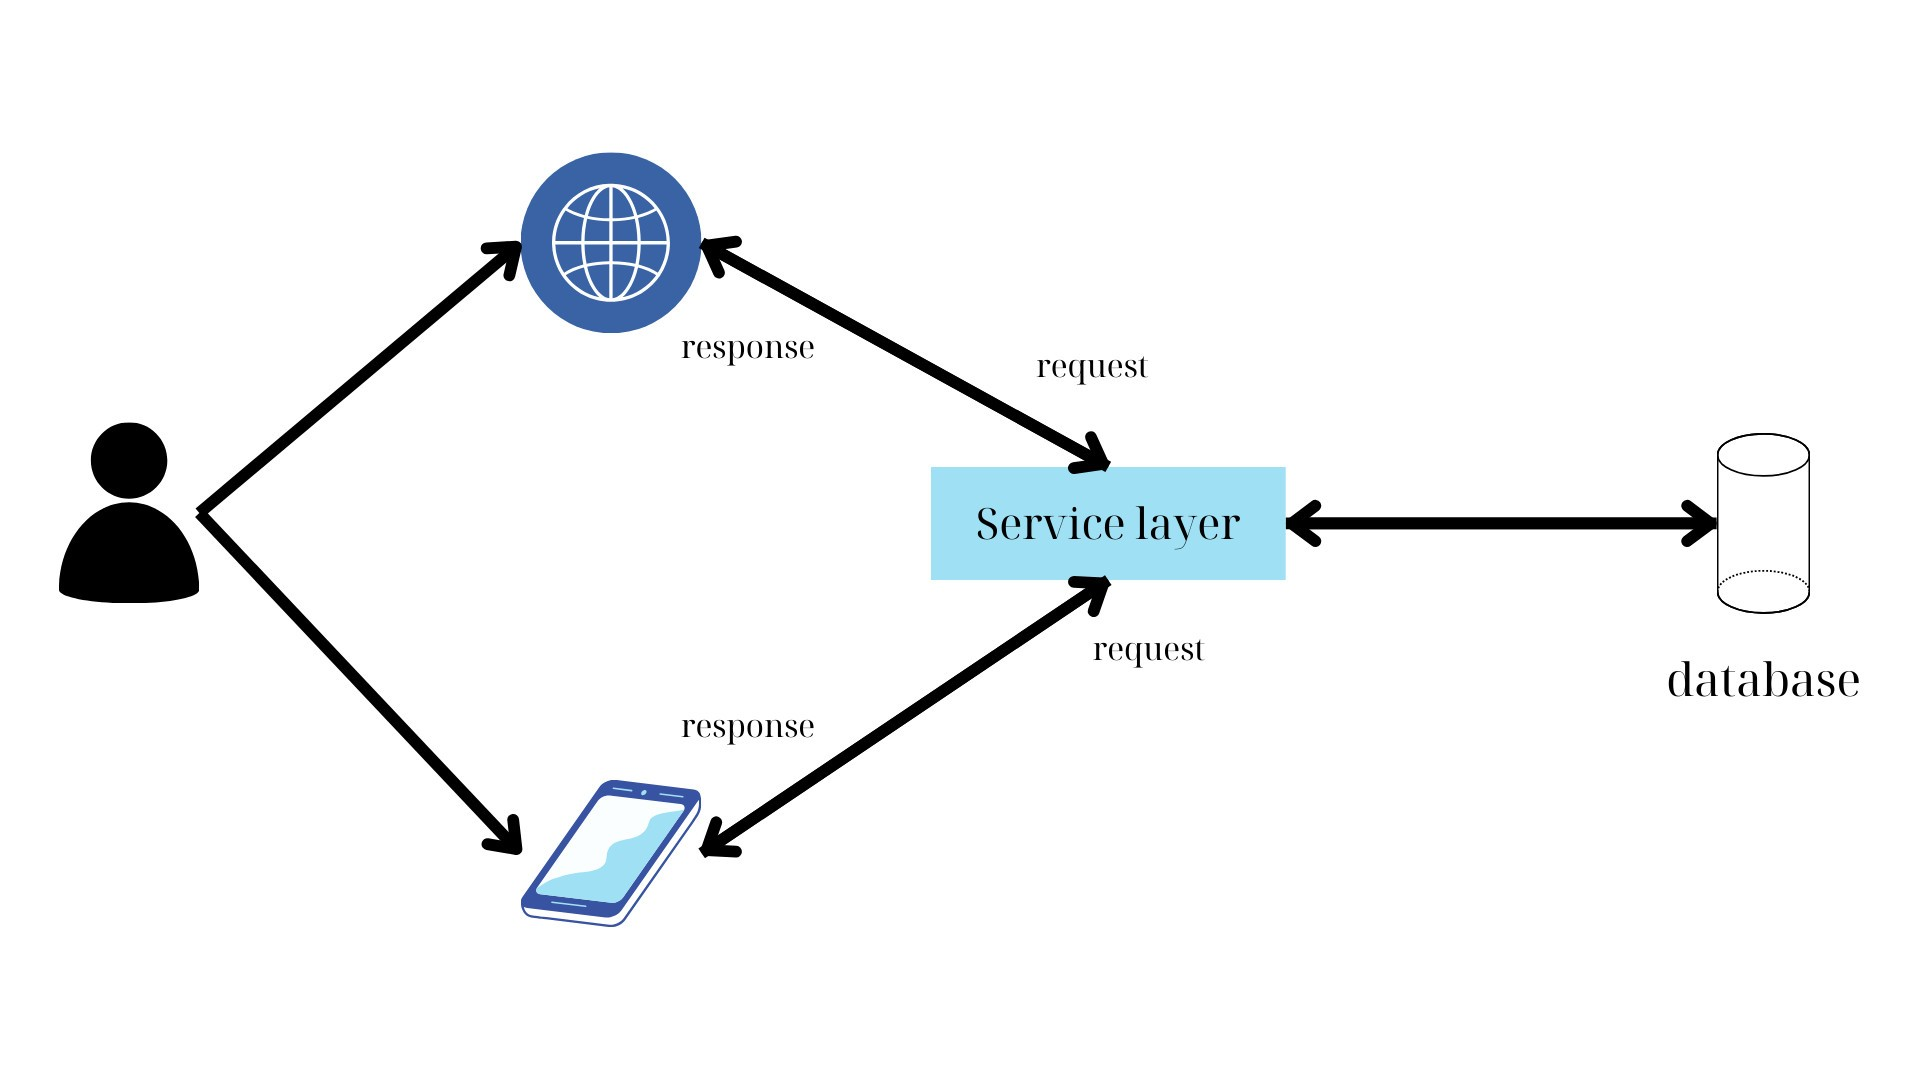 response
request
Service layer
request
database
response